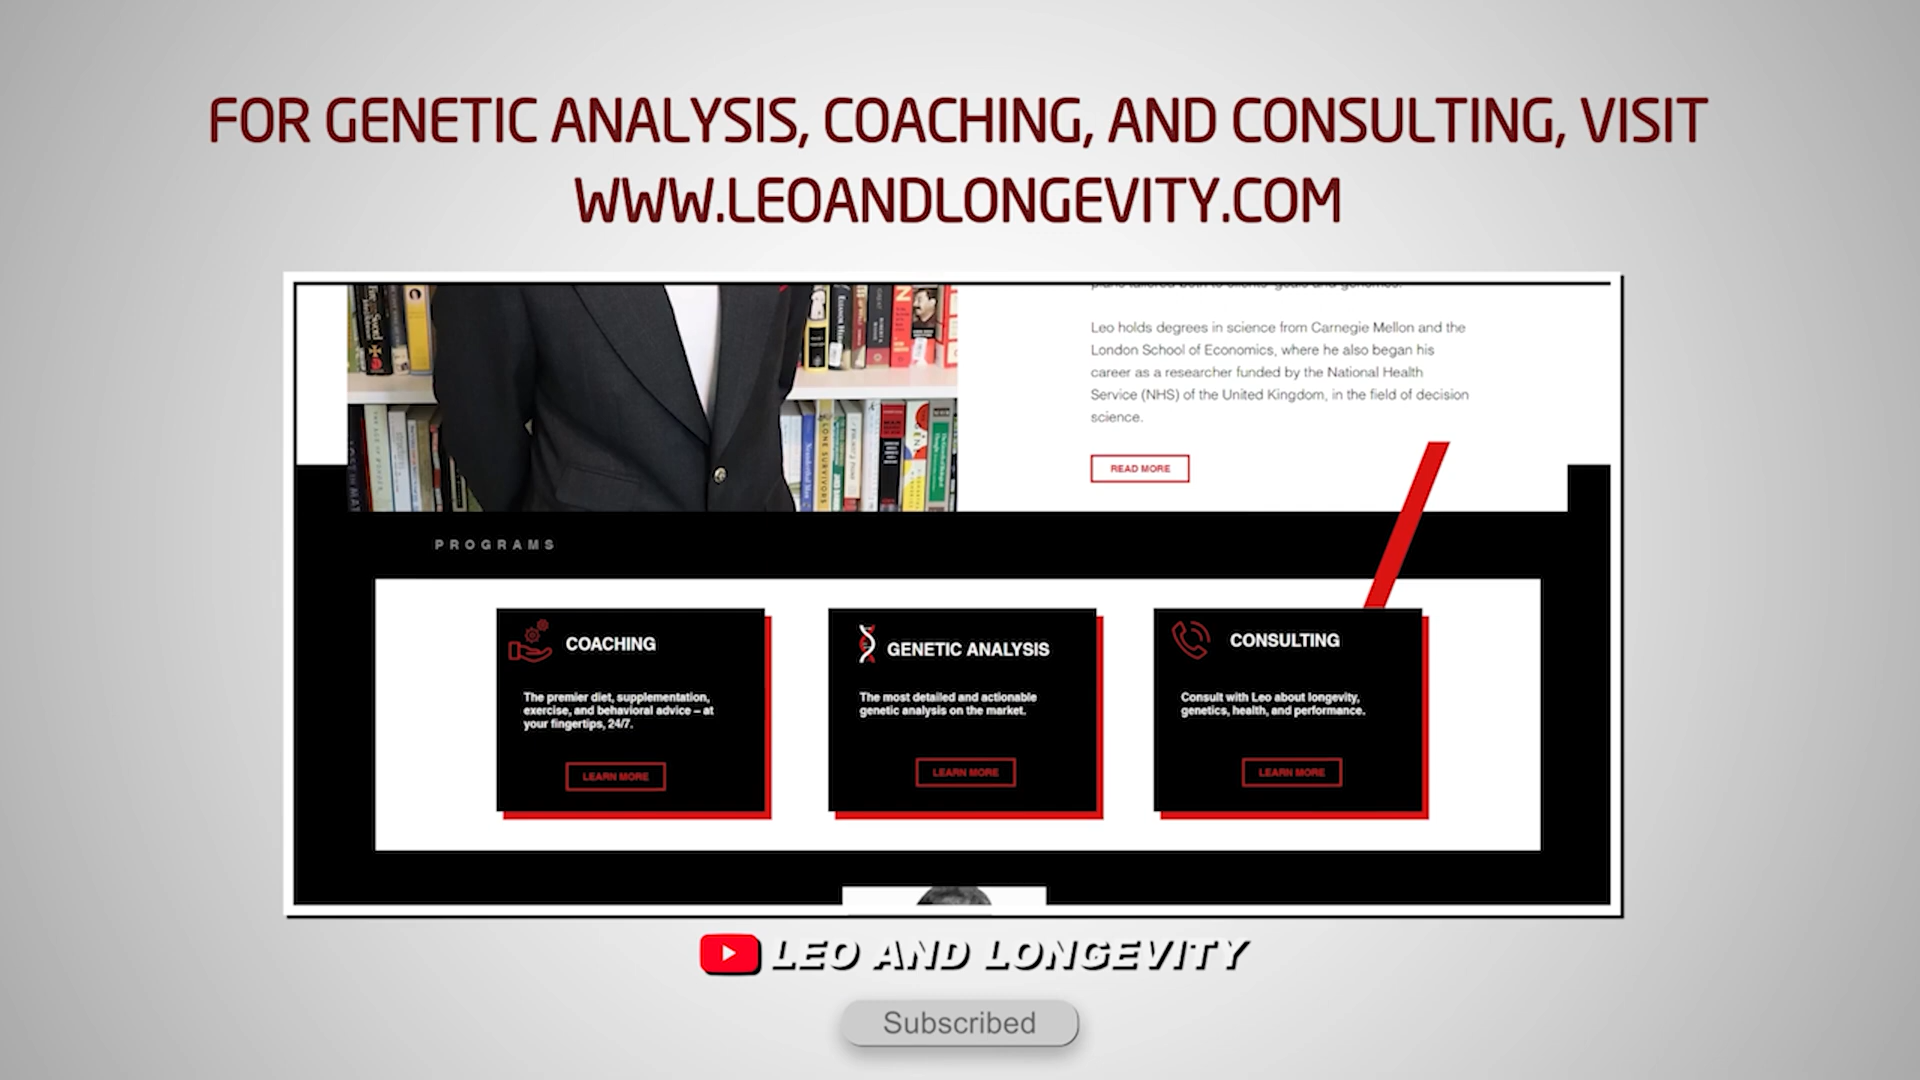 FOR GENETIC ANALYSIS, COACHING, AND CONSULTING, VISIT
WWW.LEOANDLONGEVITY.COM
Leo holds degrees in science from Carnegie Mellon and the
London School of Economics, where he also began his
career as a researcher funded by the National Health
Service (NHS) of the United Kingdom, in the field of decision
science.
READ MORE
PROGRAMS
COACHING
The premier diet, supplementation,
exercise, and behavioral advice – at
your fingertips, 24/7.
LEARN MORE
GENETIC ANALYSIS
The most detailed and actionable
genetic analysis on the market.
LEARN MORE
CONSULTING
Consult with Leo about longevity,
genetics, health, and performance.
LEARN MORE
LEO AND LONGEVITY
Subscribed